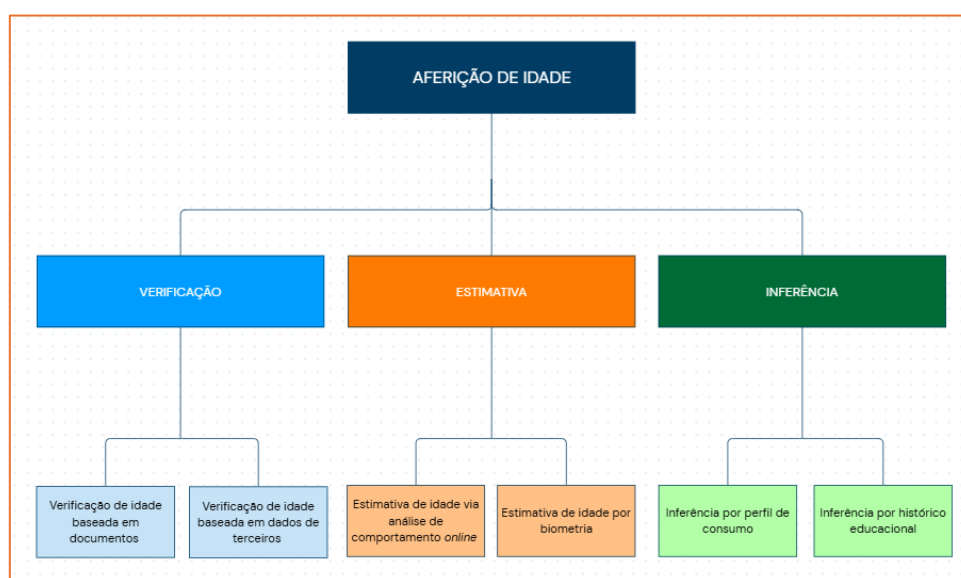 AFERIÇÃO DE IDADE
VERIFICAÇÃO
ESTIMATIVA
INFERÊNCIA
Verificação de idade
baseada em
documentos
Verificação de idade
baseada em dados de
terceiros
Estimativa de idade via
análise de
comportamento online
Estimativa de idade por
biometria
Inferência por perfil de
consumo
Inferência por histórico
educacional